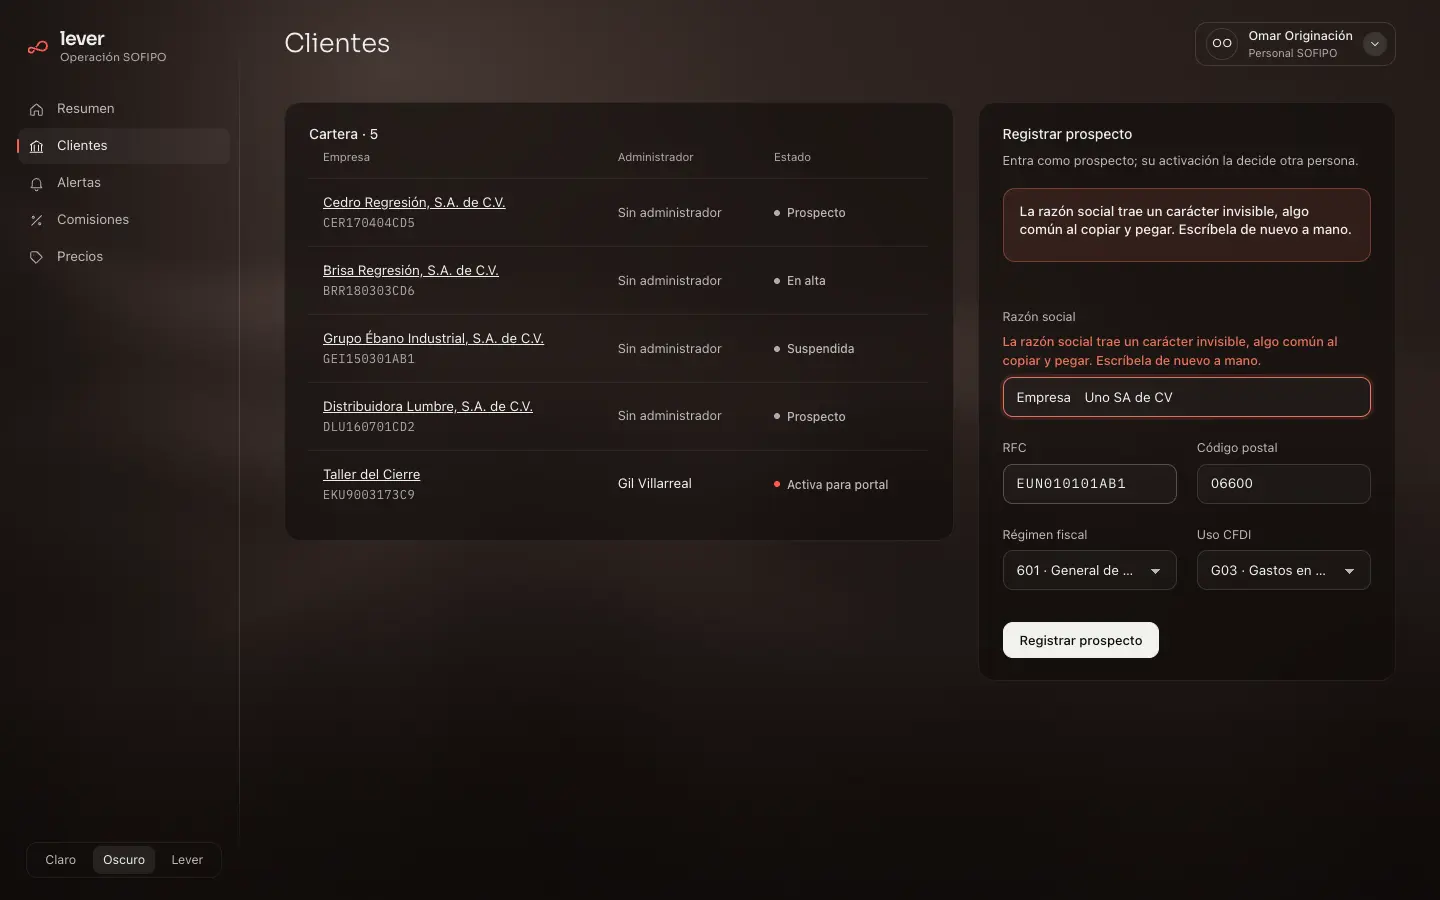 lever
Operación SOFIPO
Resumen
Clientes
Alertas
Comisiones
Precios
Claro
Oscuro
Lever
Clientes
OO
Omar Originación
Personal SOFIPO
Cartera · 5
Empresa
Administrador
Estado
Cedro Regresión, S.A. de C.V.
CER170404CD5
Sin administrador
Prospecto
Brisa Regresión, S.A. de C.V.
BRR180303CD6
Sin administrador
En alta
Grupo Ébano Industrial, S.A. de C.V.
GEI150301AB1
Sin administrador
Suspendida
Distribuidora Lumbre, S.A. de C.V.
DLU160701CD2
Sin administrador
Prospecto
Taller del Cierre
EKU9003173C9
Gil Villarreal
Activa para portal
Registrar prospecto
Entra como prospecto; su activación la decide otra persona.
La razón social trae un carácter invisible, algo
común al copiar y pegar. Escríbela de nuevo a mano.
Razón social
La razón social trae un carácter invisible, algo común al
copiar y pegar. Escríbela de nuevo a mano.
Empresa Uno SA de CV
RFC
Código postal
EUN010101AB1
06600
Régimen fiscal
Uso CFDI
601 · General de ...
G03 · Gastos en ...
Registrar prospecto